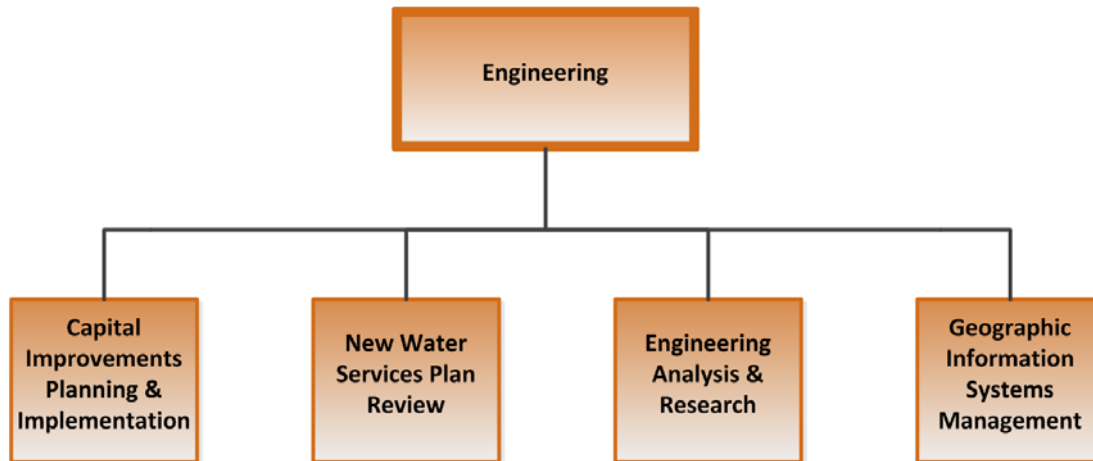 Engineering
Capital
Improvements
Planning &
Implementation
New Water
Services Plan
Review
Engineering
Analysis &
Research
Geographic
Information
Systems
Management